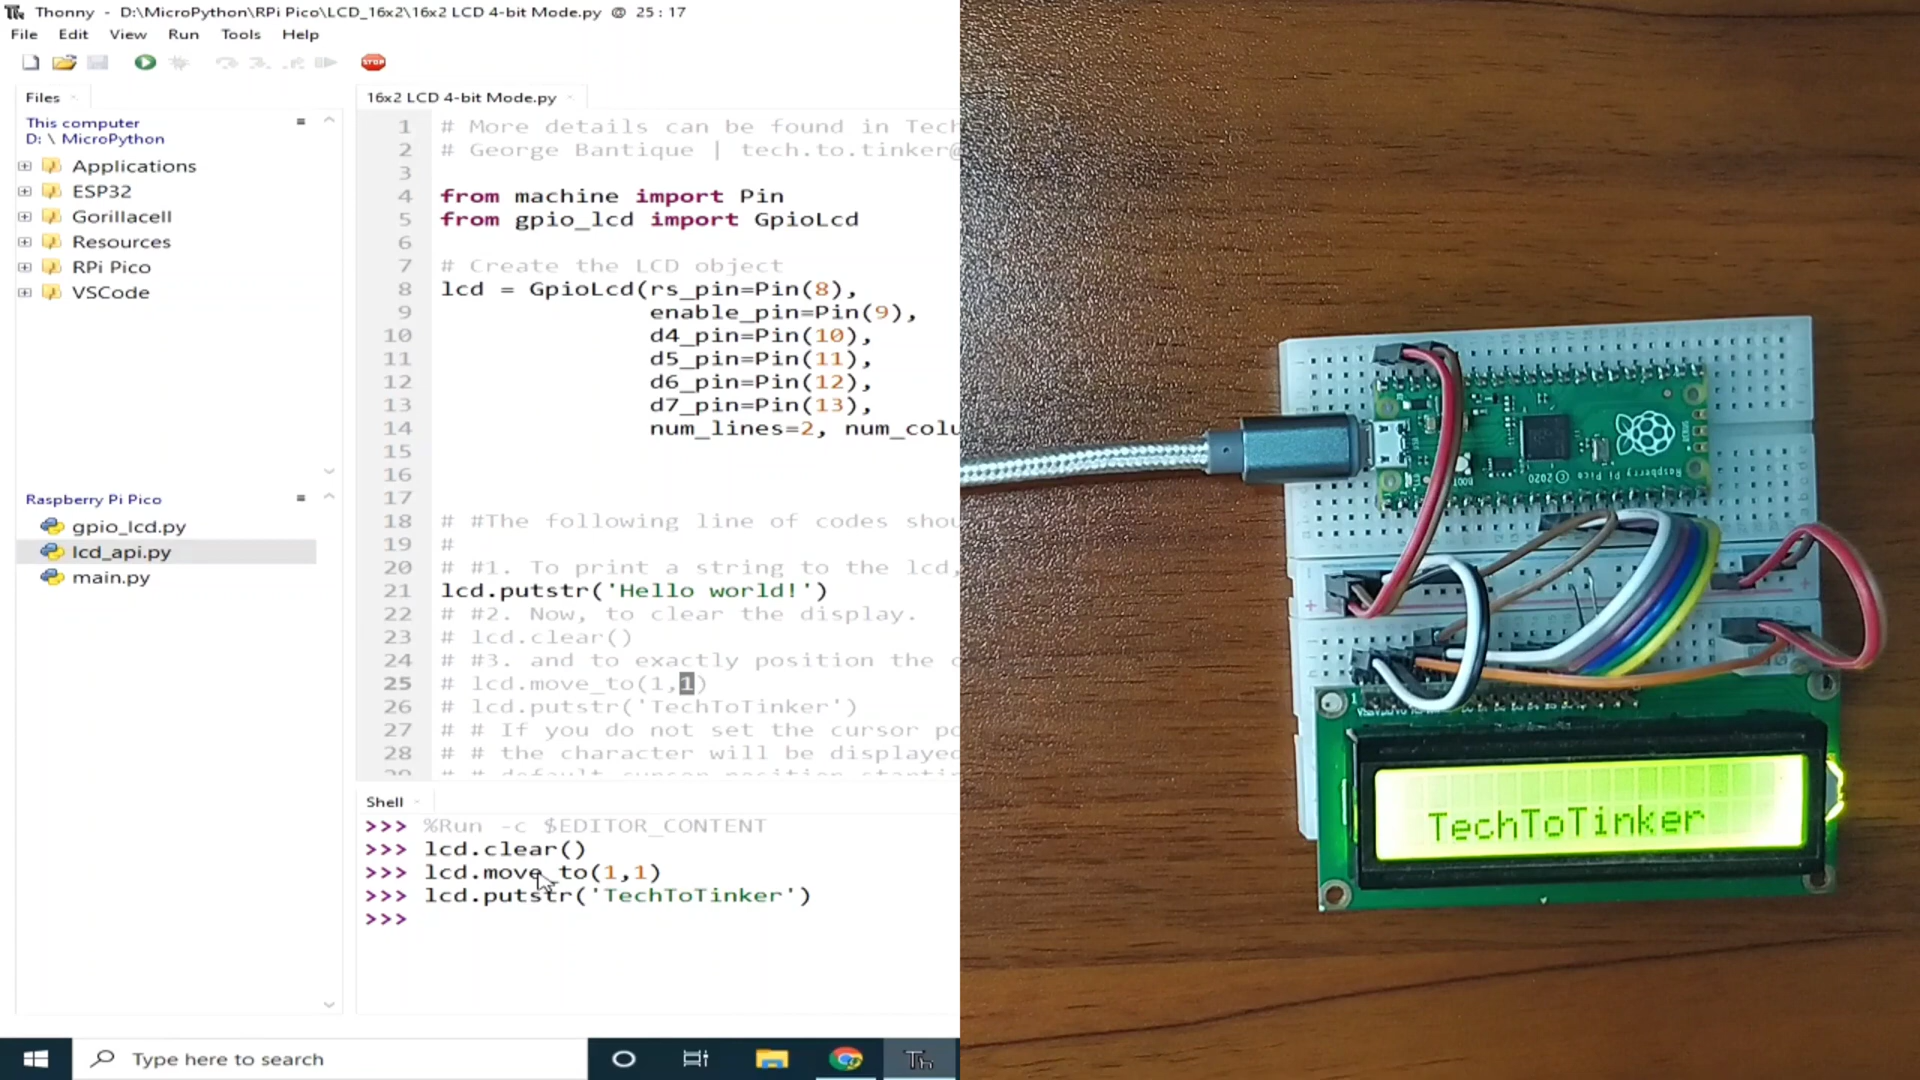 Thonny - D:\MicroPython\RPi Pico\LCD_16x2\16x2 LCD 4-bit Mode.py @ 25 : 17
File Edit View Run Tools Help
STOP
Files
This computer
D: \ MicroPython
Applications
ESP32
Gorillacell
Resources
RPi Pico
VSCode
Raspberry Pi Pico
gpio_lcd.py
lcd_api.py
main.py
16x2 LCD 4-bit Mode.py
1 # More details can be found in Tech
2 # George Bantique | tech.to.tinker@
3
4 from machine import Pin
5 from gpio_lcd import GpioLcd
6
7 # Create the LCD object
8 lcd = GpioLcd(rs_pin=Pin(8),
9 enable_pin=Pin(9),
10 d4_pin=Pin(10),
11 d5_pin=Pin(11),
12 d6_pin=Pin(12),
13 d7_pin=Pin(13),
14 num_lines=2, num_colu
15
16
17
18 # #The following line of codes shou
19 #
20 # #1. To print a string to the lcd,
21 lcd.putstr('Hello world!')
22 # #2. Now, to clear the display.
23 # lcd.clear()
24 # #3. and to exactly position the c
25 # lcd.move_to(1,1)
26 # lcd.putstr('TechToTinker')
27 # # If you do not set the cursor po
28 # # the character will be displayed
Shell
>>> %Run -c $EDITOR_CONTENT
>>> lcd.clear()
>>> lcd.move_to(1,1)
>>> lcd.putstr('TechToTinker')
>>>
Type here to search
Th
Raspberry Pi Pico © 2020
TechToTinker